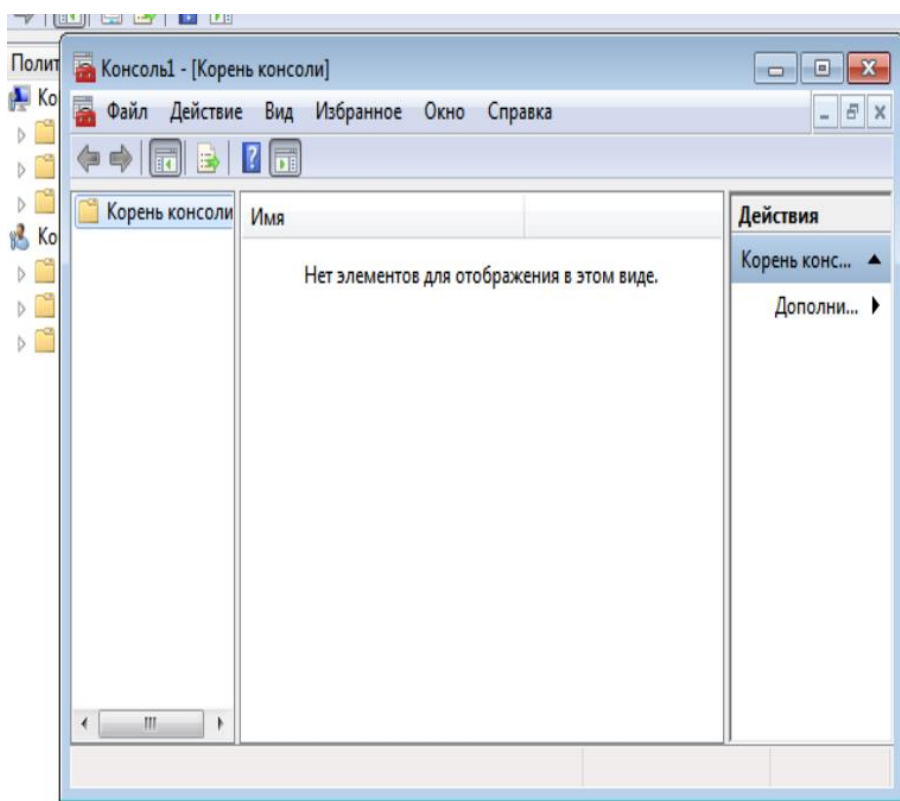 Полит
Консоль1 - [Корень консоли]
Ко
Файл Действие Вид Избранное Окно Справка
Ко
Корень консоли
Имя
Нет элементов для отображения в этом виде.
Действия
Корень конс...
Дополни...